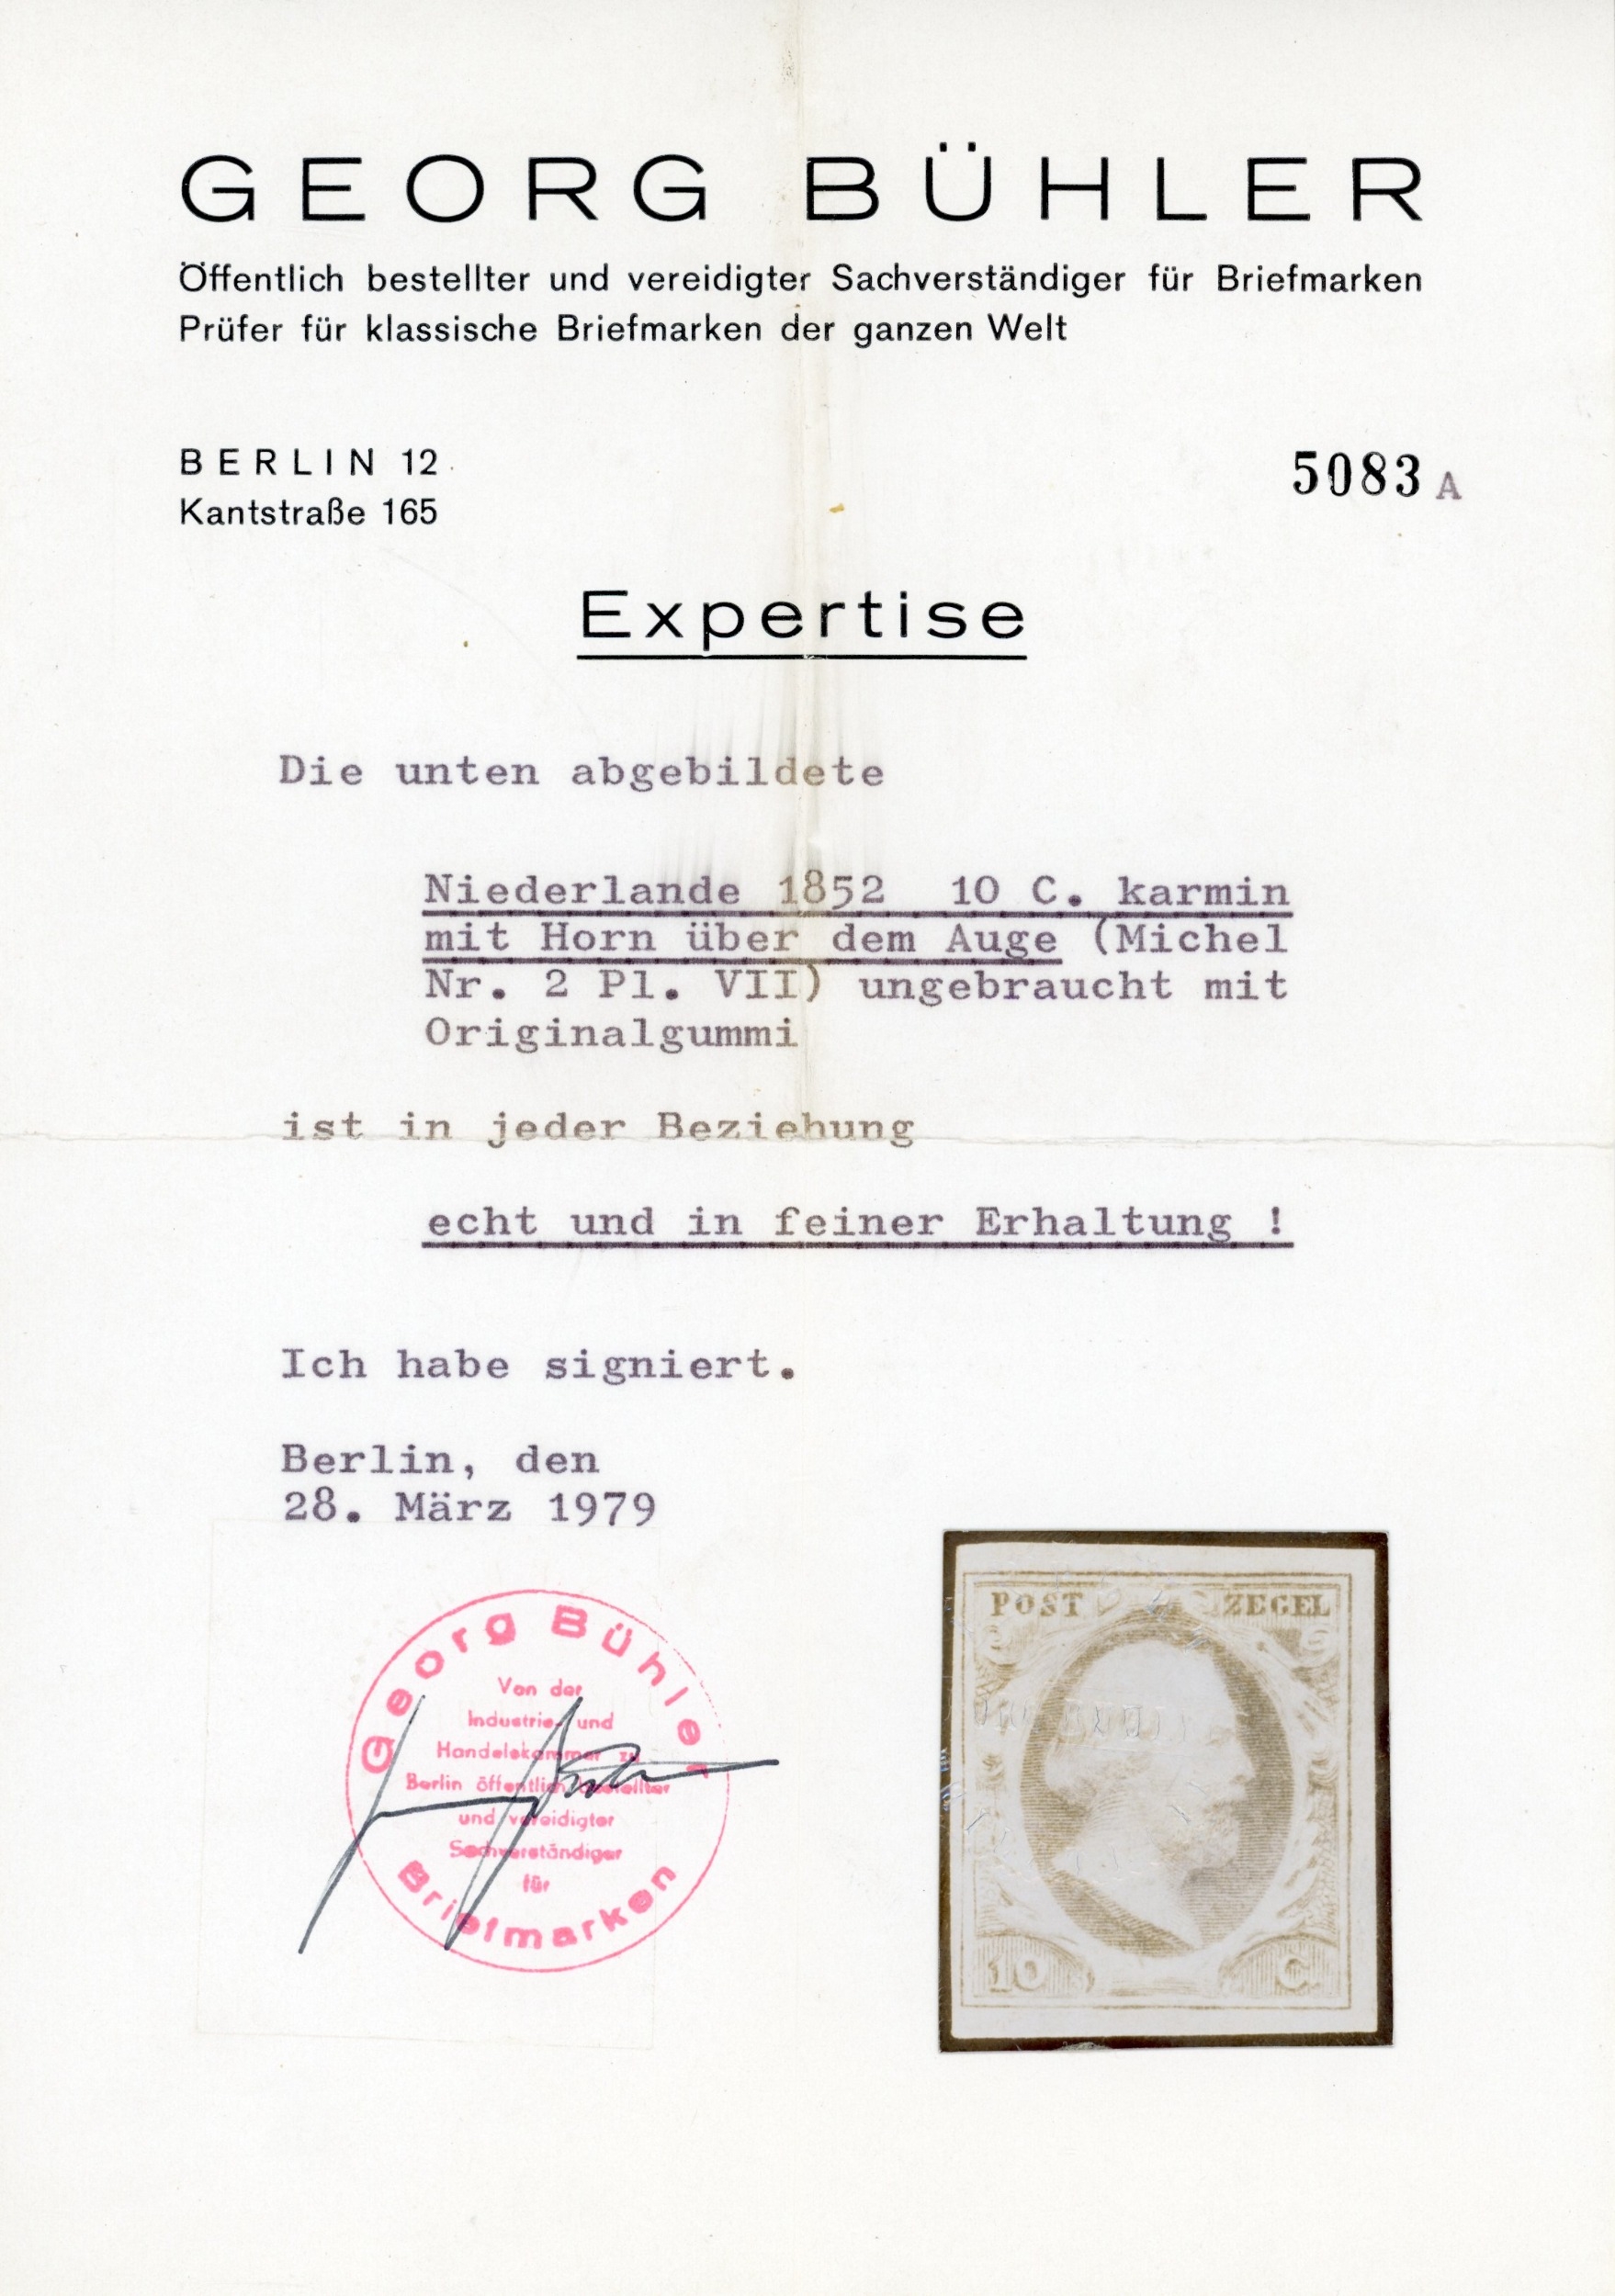 GEORG BÜHLER
Öffentlich bestellter und vereidigter Sachverständiger für Briefmarken
Prüfer für klassische Briefmarken der ganzen Welt
BERLIN 12
Kantstraße 165
5083 A
Expertise
Die unten abgebildete
Niederlande 1852 10 C. karmin
mit Horn über dem Auge (Michel
Nr. 2 Pl. VII) ungebraucht mit
Originalgummi
ist in jeder Beziehung
echt und in feiner Erhaltung !
Ich habe signiert.
Berlin, den
28. März 1979
Georg Bühler
Von der
Industrie- und
Handelskammer zu
Berlin öffentlich bestellter
und vereidigter
Sachverständiger
für
Briefmarken
POST ZEGEL
10 C.